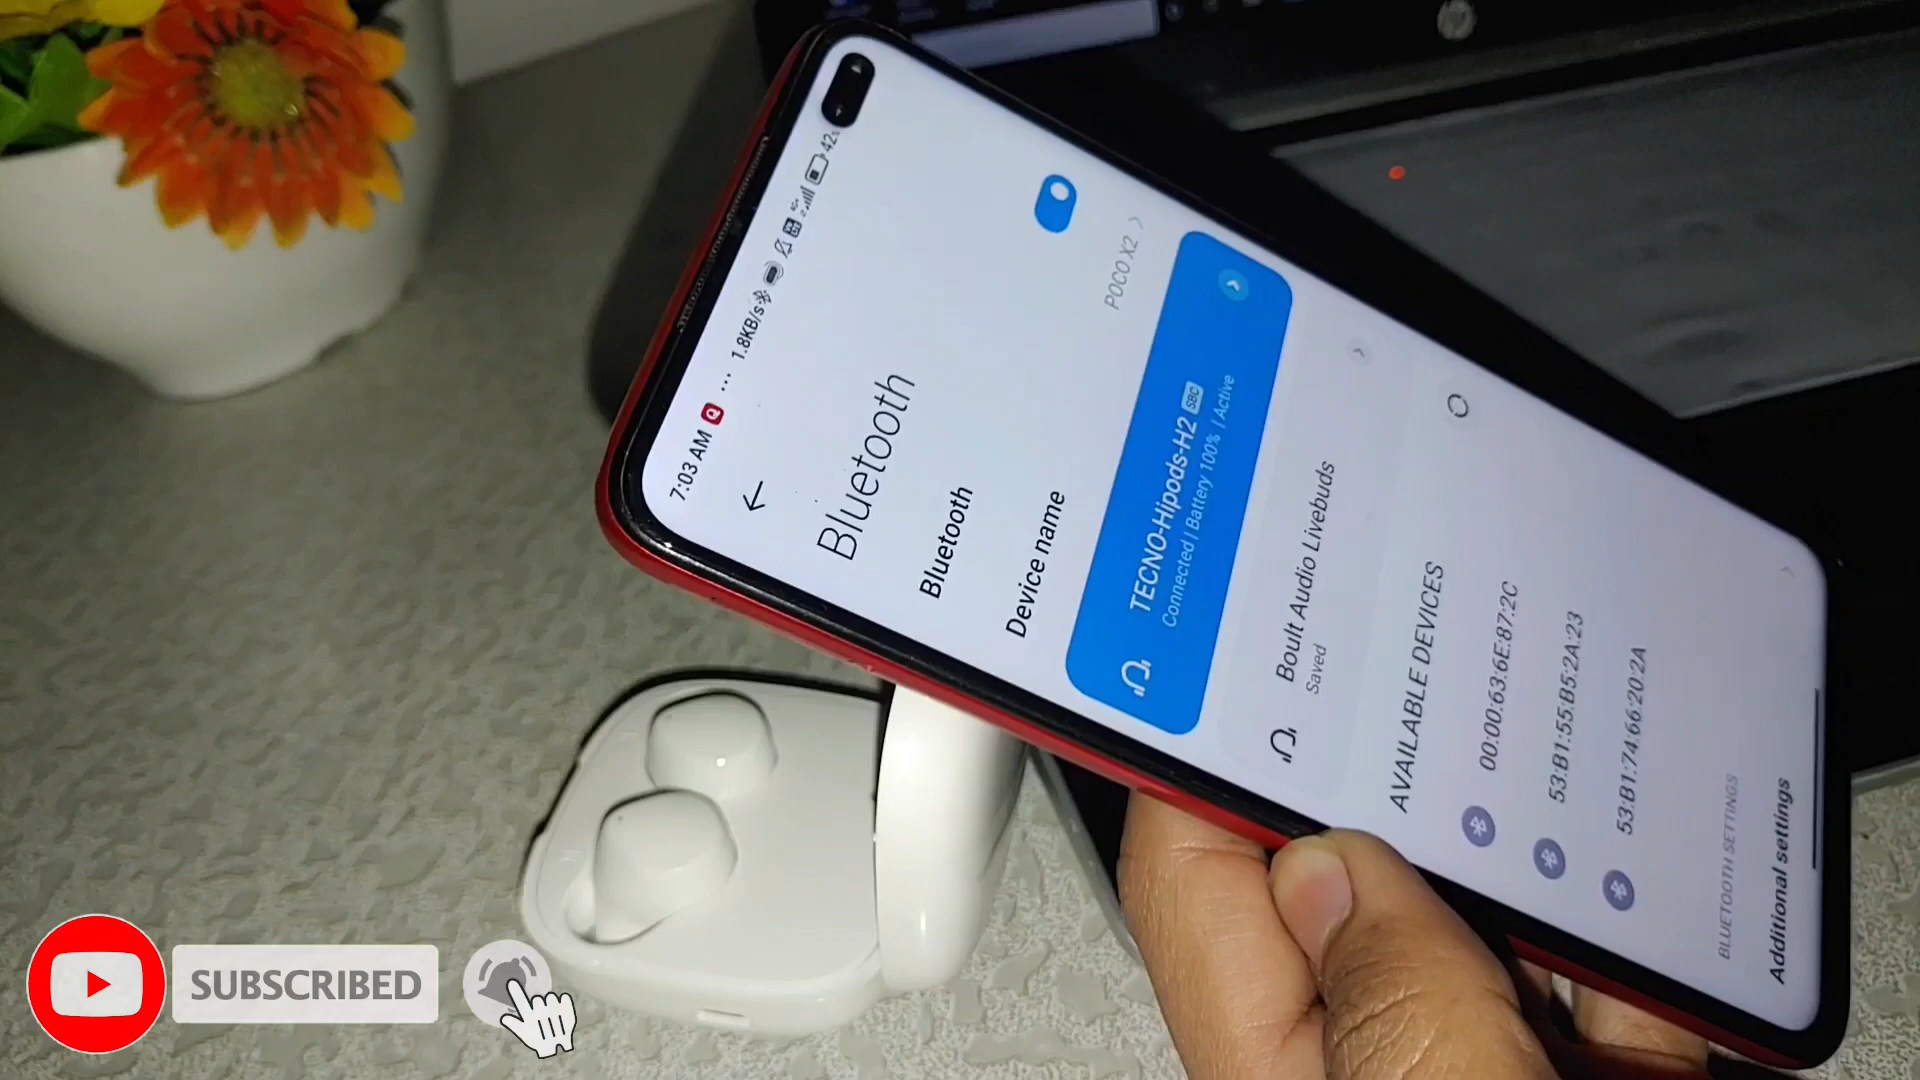 7:03 AM ... 1.8KB/s 42%
Bluetooth
Bluetooth
Device name POCO X2
TECNO-Hipods-H2 SBC
Connected | Battery 100% | Active
Boult Audio Livebuds
Saved
AVAILABLE DEVICES
00:00:63:6E:87:2C
53:B1:55:B5:2A:23
53:B1:74:66:20:2A
BLUETOOTH SETTINGS
Additional settings
SUBSCRIBED
hp